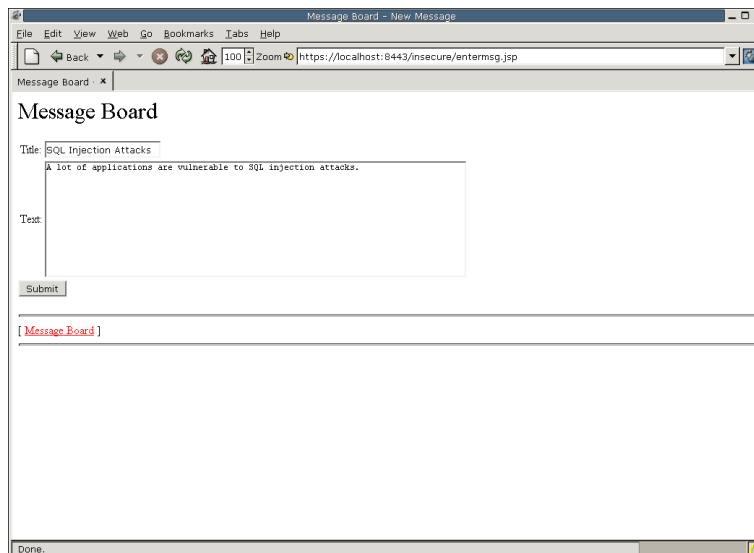 Message Board - New Message
File Edit View Web Go Bookmarks Tabs Help
Back 100 Zoom https://localhost:8443/insecure/entermsg.jsp
Message Board · ×
Message Board
Title: SQL Injection Attacks
Text: A lot of applications are vulnerable to SQL injection attacks.
Submit
[ Message Board ]
Done.